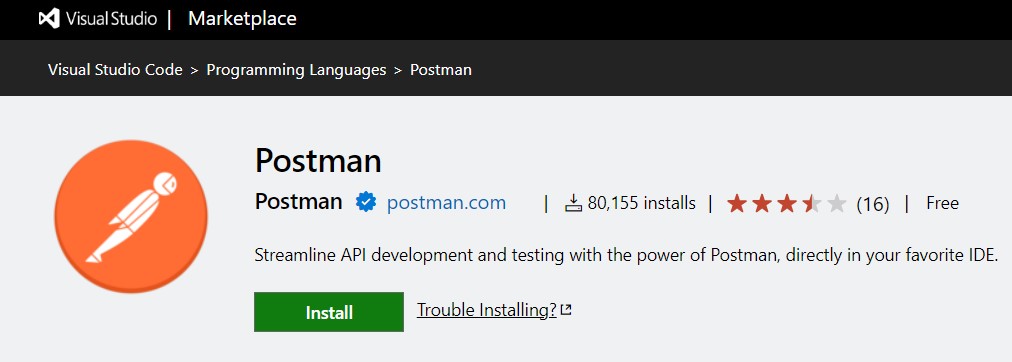 Visual Studio | Marketplace
Visual Studio Code > Programming Languages > Postman
Postman
Postman postman.com | 80,155 installs | (16) | Free
Streamline API development and testing with the power of Postman, directly in your favorite IDE.
Install Trouble Installing?